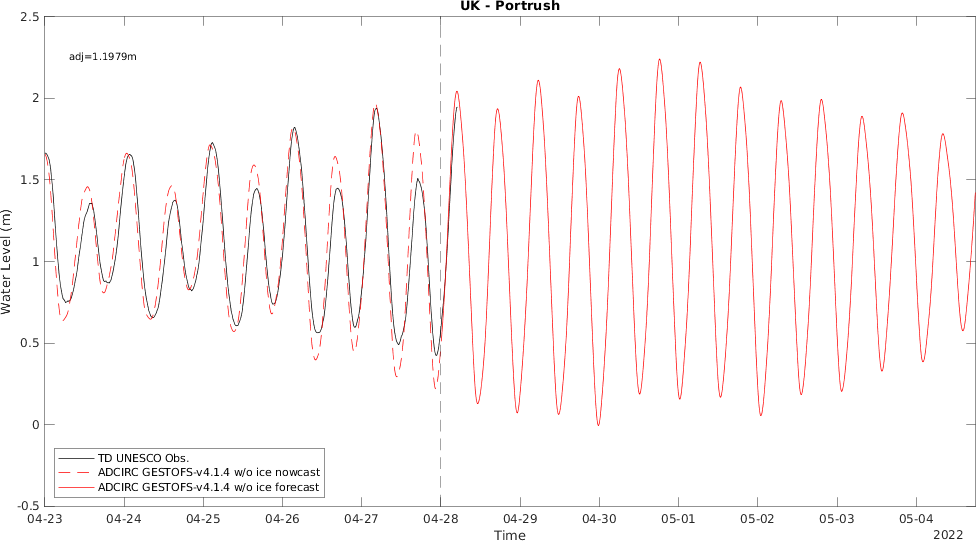 UK - Portrush
adj=1.1979m
2.5
2
1.5
1
0.5
0
-0.5
Water Level (m)
TD UNESCO Obs.
ADCIRC GESTOFS-v4.1.4 w/o ice nowcast
ADCIRC GESTOFS-v4.1.4 w/o ice forecast
04-23 04-24 04-25 04-26 04-27 04-28 04-29 04-30 05-01 05-02 05-03 05-04
Time
2022